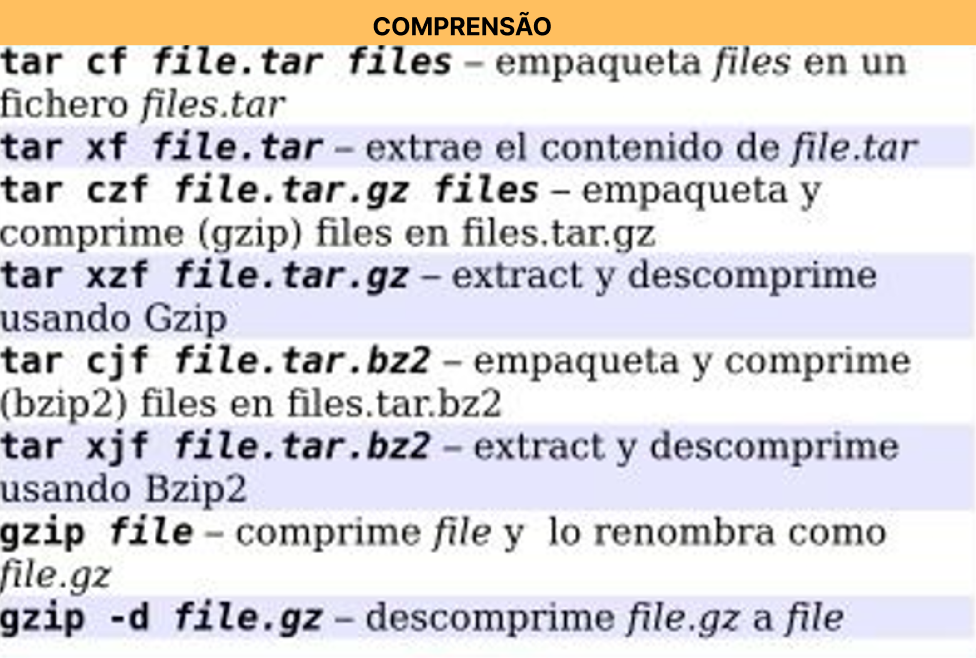 COMPRENSÃO
tar cf file.tar files – empaqueta files en un
fichero files.tar
tar xf file.tar – extrae el contenido de file.tar
tar czf file.tar.gz files – empaqueta y
comprime (gzip) files en files.tar.gz
tar xzf file.tar.gz – extract y descomprime
usando Gzip
tar cjf file.tar.bz2 – empaqueta y comprime
(bzip2) files en files.tar.bz2
tar xjf file.tar.bz2 – extract y descomprime
usando Bzip2
gzip file – comprime file y  lo renombra como
file.gz
gzip -d file.gz – descomprime file.gz a file